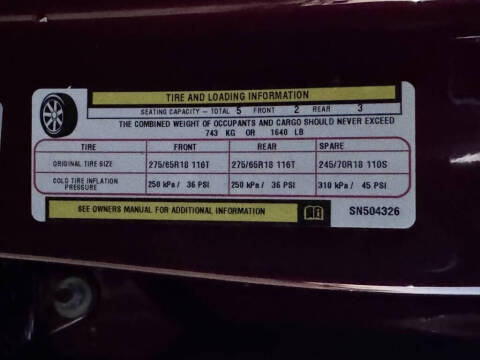 TIRE AND LOADING INFORMATION
SEATING CAPACITY - TOTAL 5 FRONT 2 REAR 3
THE COMBINED WEIGHT OF OCCUPANTS AND CARGO SHOULD NEVER EXCEED
743 KG OR 1640 LB
TIRE FRONT REAR SPARE
ORIGINAL TIRE SIZE 275/65R18 116T 275/65R18 116T 245/70R18 110S
COLD TIRE INFLATION PRESSURE 250 kPa / 36 PSI 250 kPa / 36 PSI 310 kPa / 45 PSI
SEE OWNERS MANUAL FOR ADDITIONAL INFORMATION SN504326